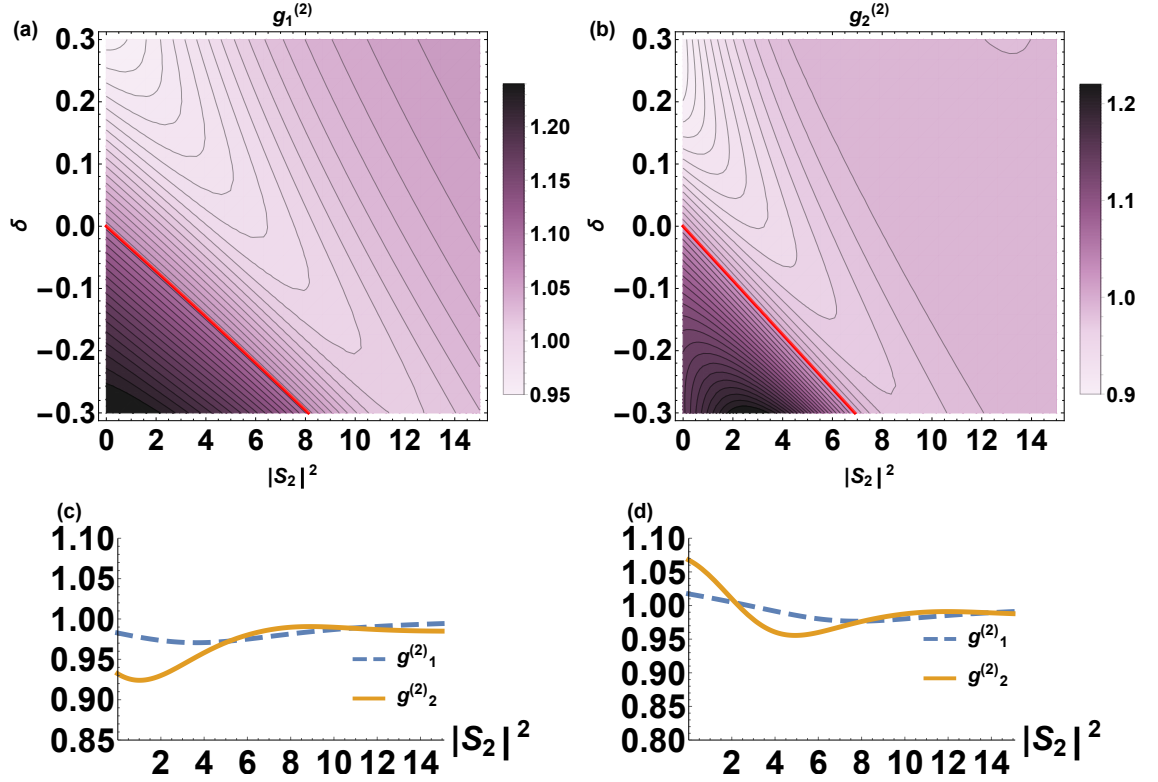 (a)
g₁⁽²⁾
0.3
0.2
0.1
0.0
−0.1
−0.2
−0.3
δ
0 2 4 6 8 10 12 14
|S₂|²
1.20
1.15
1.10
1.05
1.00
0.95
(b)
g₂⁽²⁾
0.3
0.2
0.1
0.0
−0.1
−0.2
−0.3
δ
0 2 4 6 8 10 12 14
|S₂|²
1.2
1.1
1.0
0.9
(c)
1.10
1.05
1.00
0.95
0.90
0.85
2 4 6 8 10 12 14
|S₂|²
g⁽²⁾₁
g⁽²⁾₂
(d)
1.10
1.05
1.00
0.95
0.90
0.85
0.80
2 4 6 8 10 12 14
|S₂|²
g⁽²⁾₁
g⁽²⁾₂